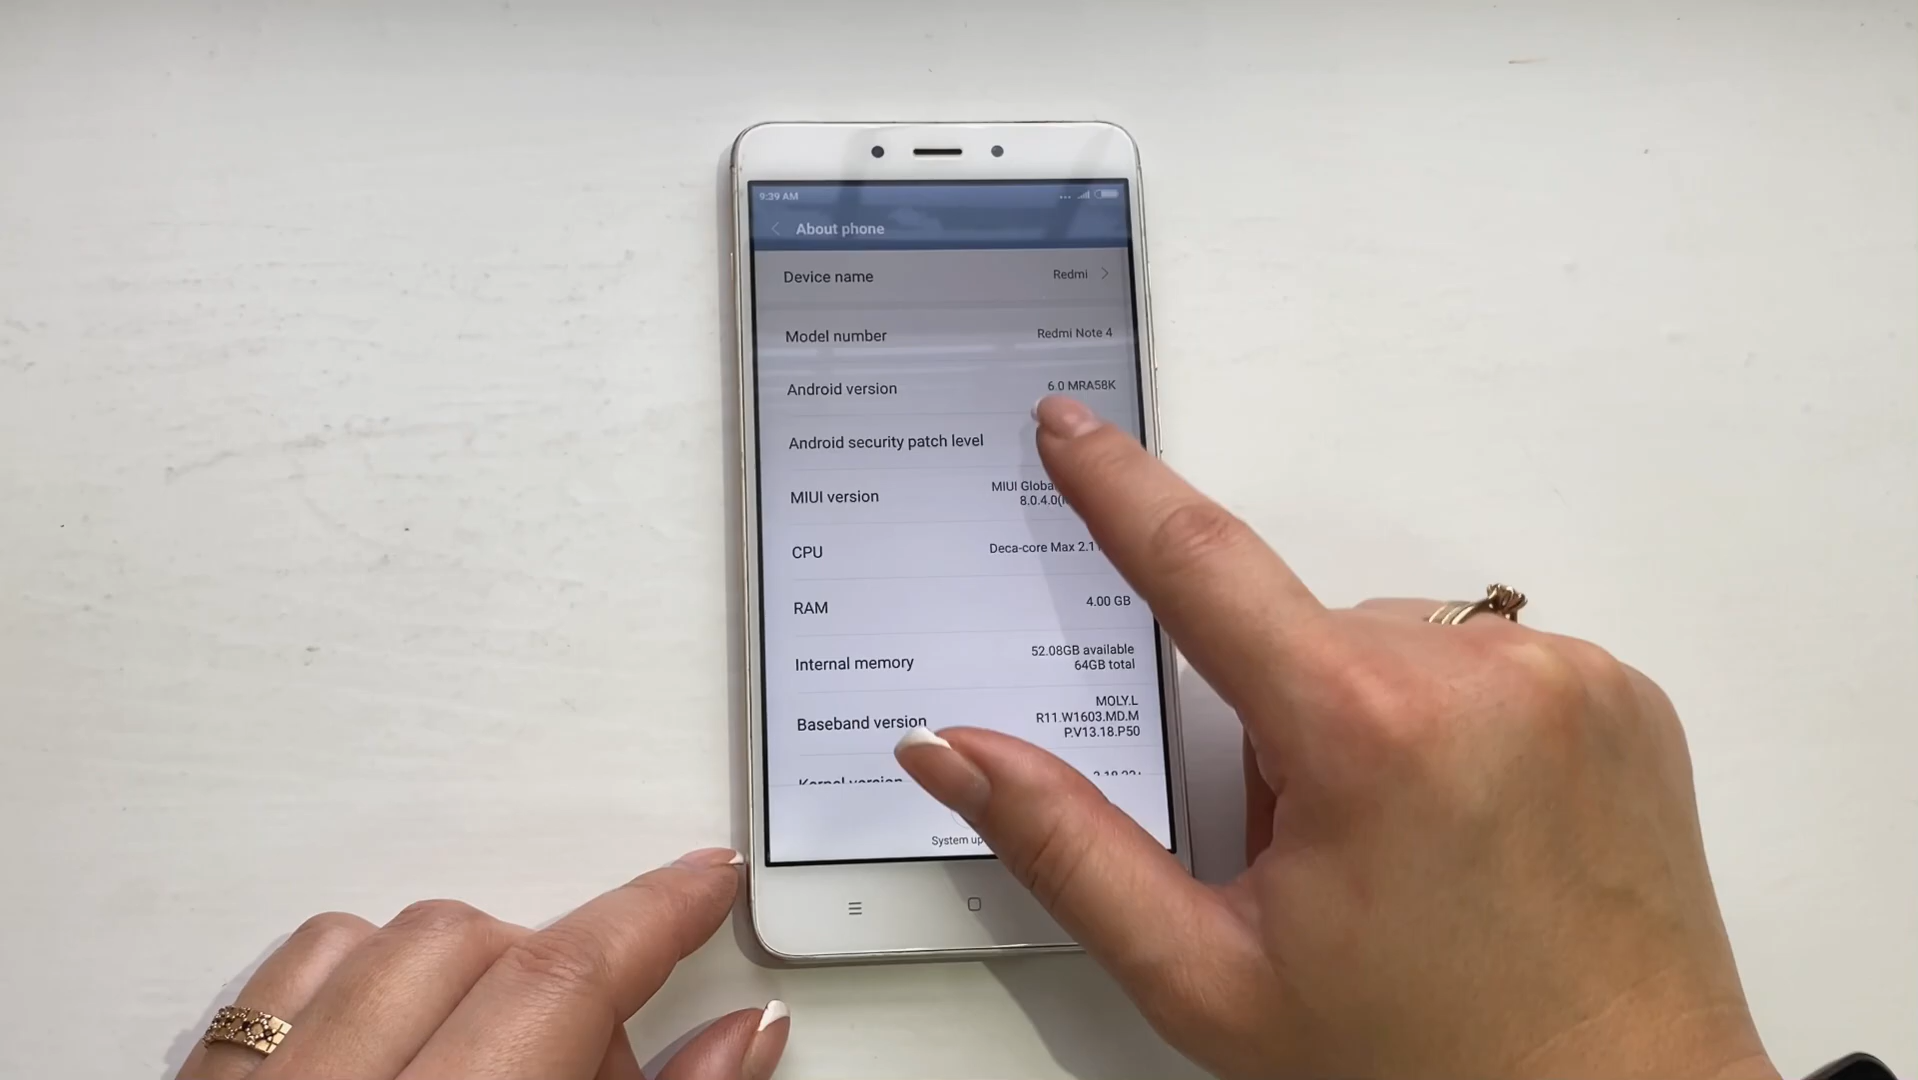 9:39 AM
About phone
Device name Redmi
Model number Redmi Note 4
Android version 6.0 MRA58K
Android security patch level
MIUI version MIUI Globa
8.0.4.0(
CPU Deca-core Max 2.1
RAM 4.00 GB
Internal memory 52.08GB available
64GB total
Baseband version MOLY.L
R11.W1603.MD.M
P.V13.18.P50
Kernel version
System up